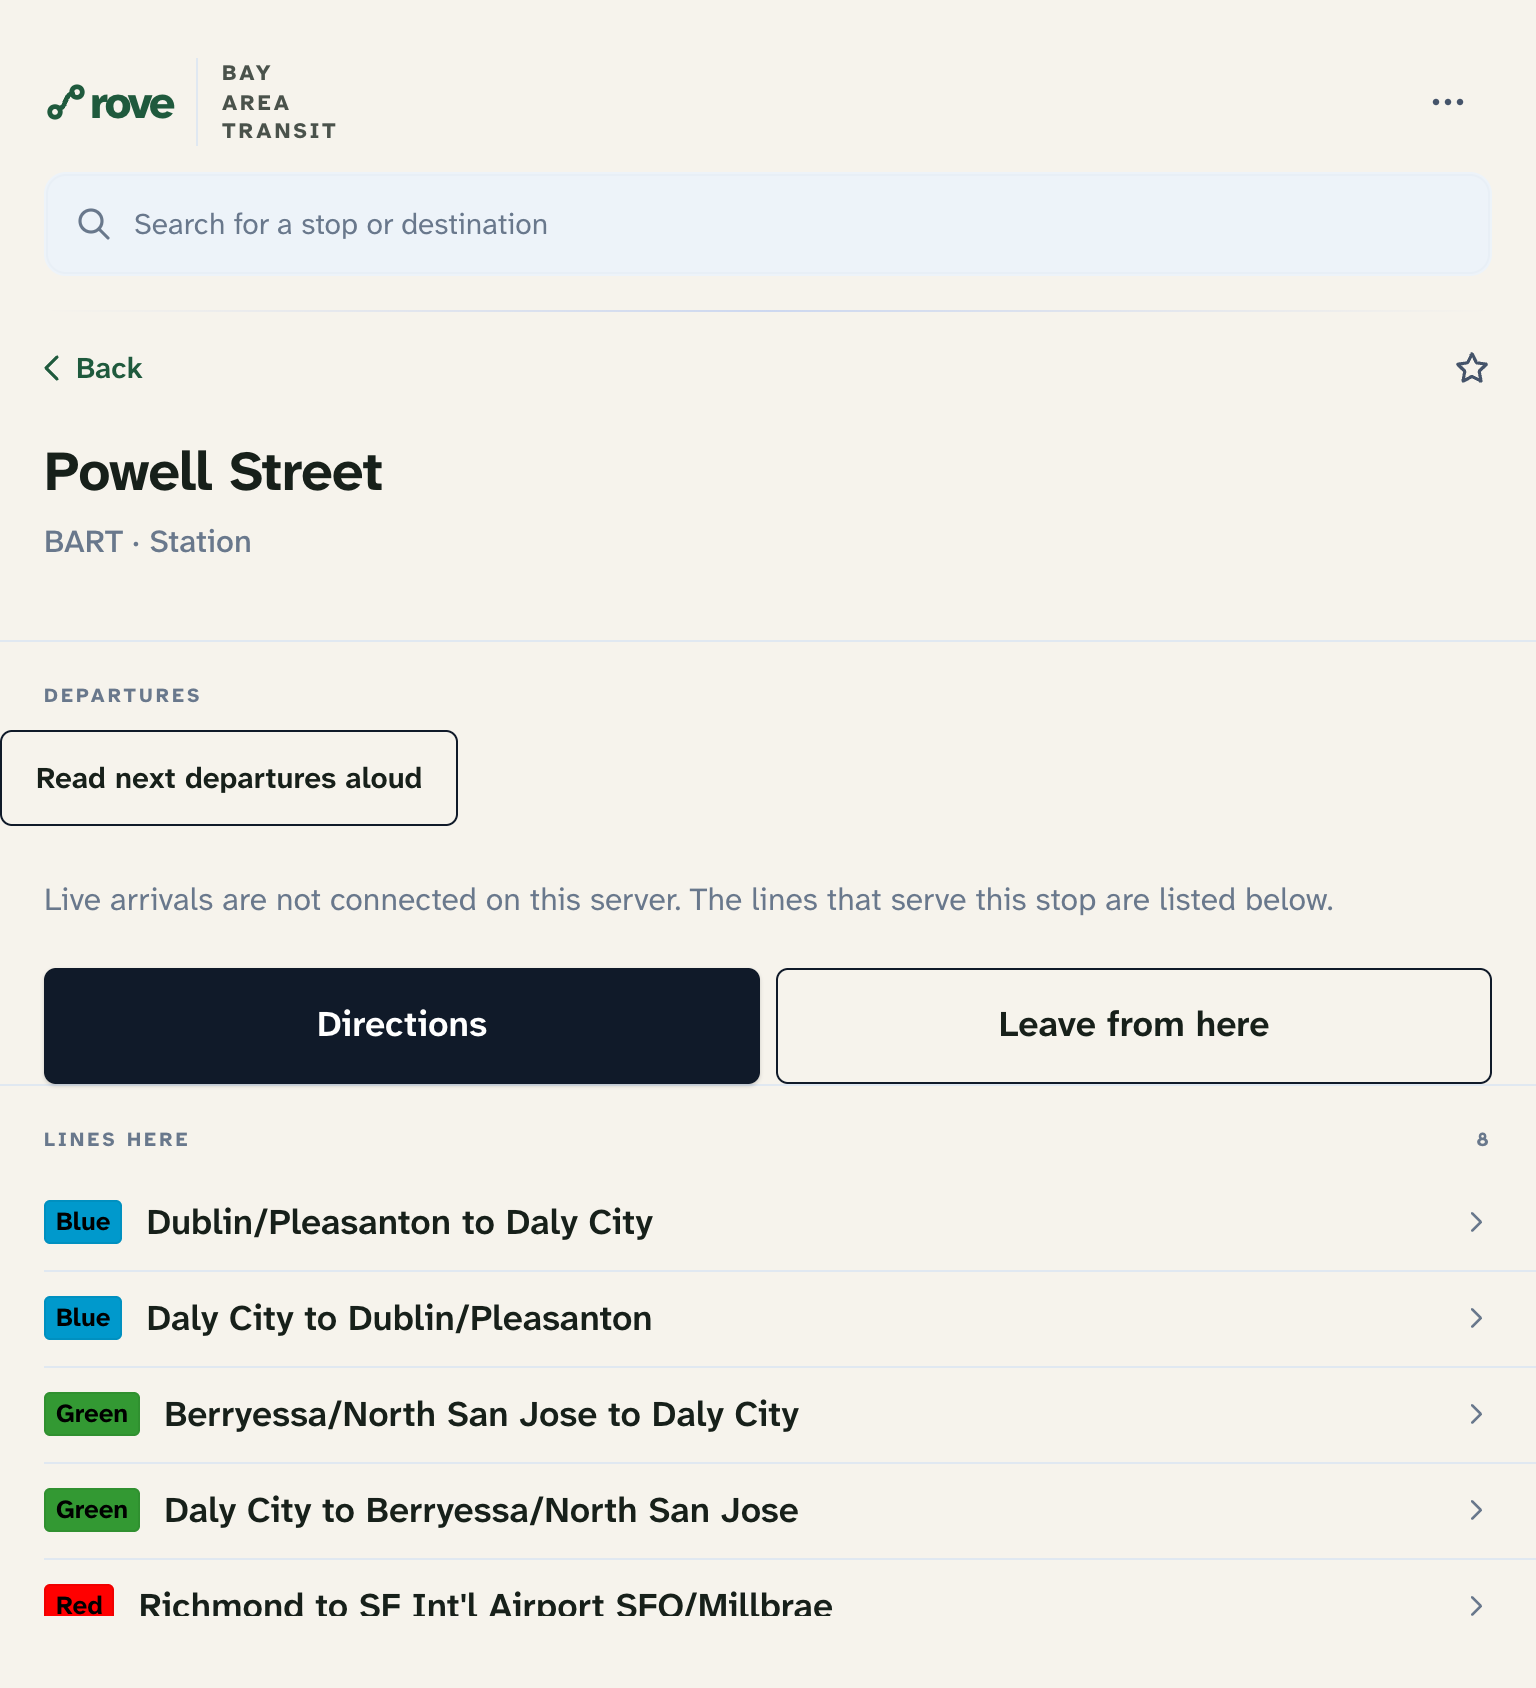 rove
BAY
AREA
TRANSIT
Search for a stop or destination
Back
Powell Street
BART · Station
DEPARTURES
Read next departures aloud
Live arrivals are not connected on this server. The lines that serve this stop are listed below.
Directions
Leave from here
LINES HERE 8
Blue Dublin/Pleasanton to Daly City
Blue Daly City to Dublin/Pleasanton
Green Berryessa/North San Jose to Daly City
Green Daly City to Berryessa/North San Jose
Red Richmond to SF Int'l Airport SFO/Millbrae